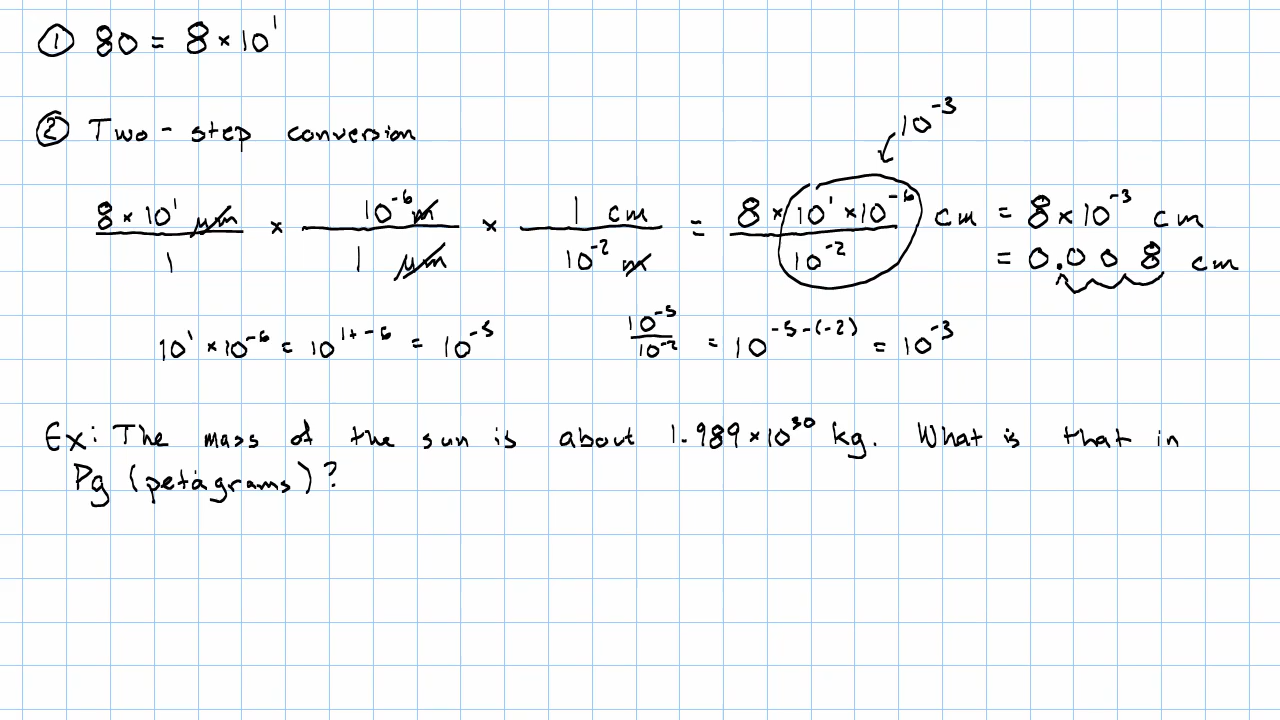 ① 80 = 8 × 10¹
② Two-step conversion
10⁻³
8 × 10¹ μm / 1 × 10⁻⁶ m / 1 μm × 1 cm / 10⁻² m = 8 × 10¹ × 10⁻⁶ / 10⁻² cm = 8 × 10⁻³ cm
= 0.008 cm
10¹ × 10⁻⁶ = 10¹⁺⁻⁶ = 10⁻⁵
10⁻⁵ / 10⁻² = 10⁻⁵⁻⁽⁻²⁾ = 10⁻³
Ex: The mass of the sun is about 1.989 × 10³⁰ kg. What is that in
Pg (petagrams)?